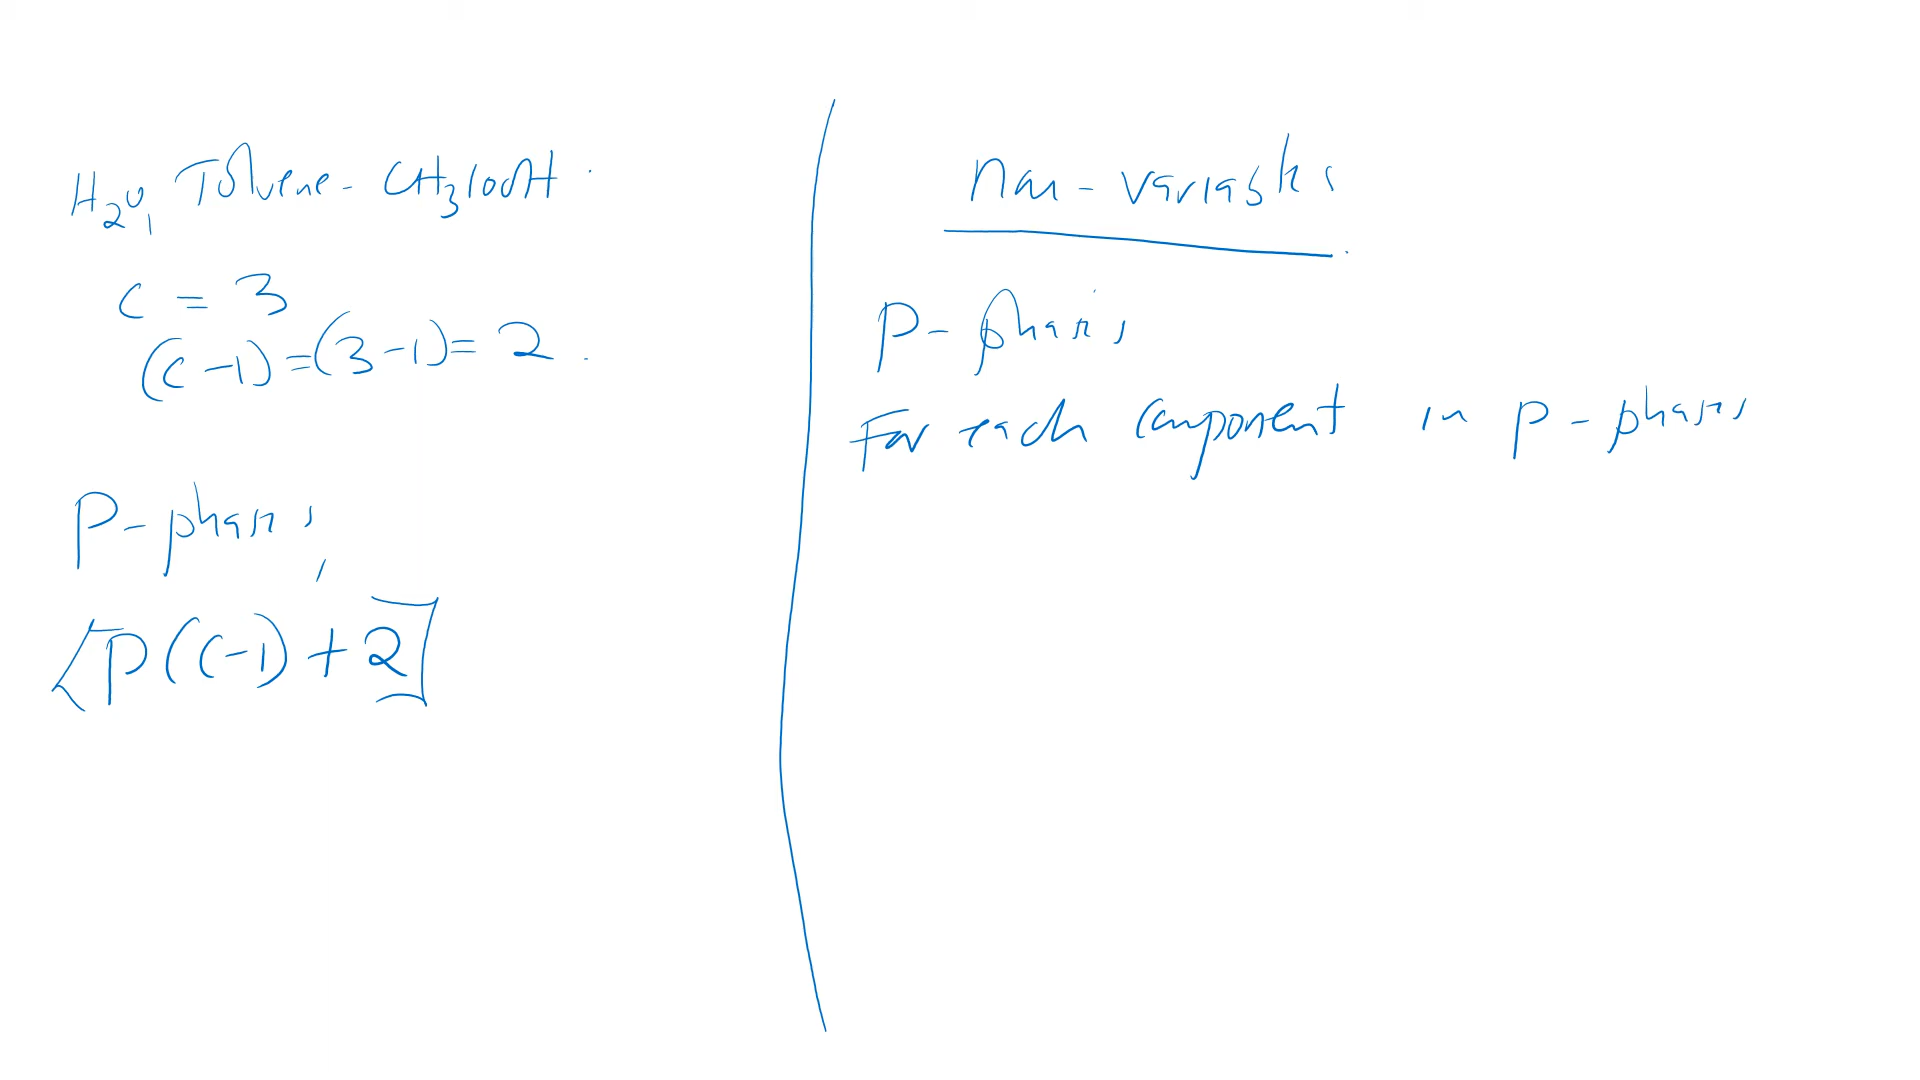 H2O, Toluene - CH3COOH.
C = 3
(C-1) = (3-1) = 2.
P - phases,
P(C-1) + 2
Non - variables
P - phases
For each component in P - phases